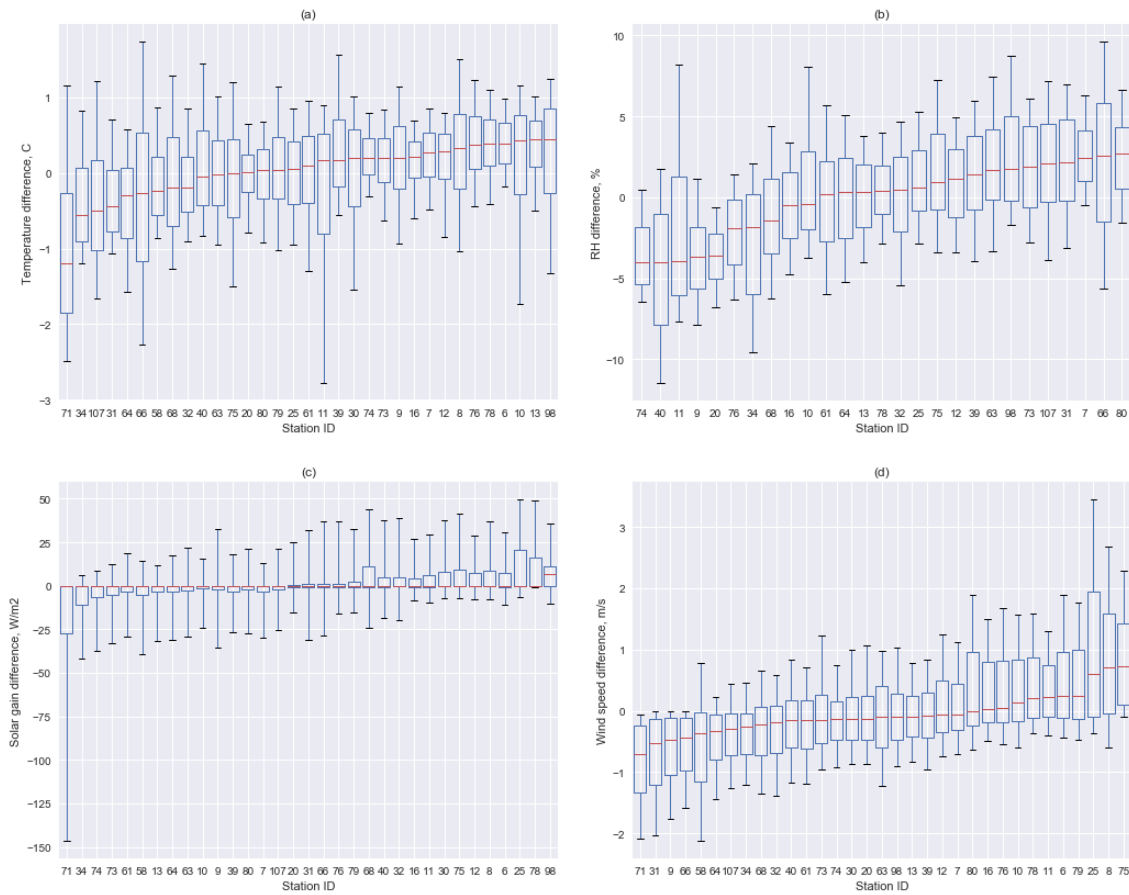 (a)
1
0
−1
−2
−3
Temperature difference, C
71 34 107 31 64 66 58 68 32 40 63 75 20 80 79 25 61 11 39 30 74 73 9 16 7 12 8 76 78 6 10 13 98
Station ID
(b)
10
5
0
−5
−10
RH difference, %
74 40 11 9 20 76 34 68 16 10 61 64 13 78 32 25 75 12 39 63 98 73 107 31 7 66 80
Station ID
(c)
50
25
0
−25
−50
−75
−100
−125
−150
Solar gain difference, W/m2
71 34 74 73 61 58 13 64 63 10 9 39 80 7 107 20 31 66 76 79 68 40 32 16 11 30 75 12 8 6 25 78 98
Station ID
(d)
3
2
1
0
−1
−2
Wind speed difference, m/s
71 31 9 66 58 64 107 34 68 32 40 61 73 74 30 20 63 98 13 39 12 7 80 16 76 10 78 11 6 79 25 8 75
Station ID